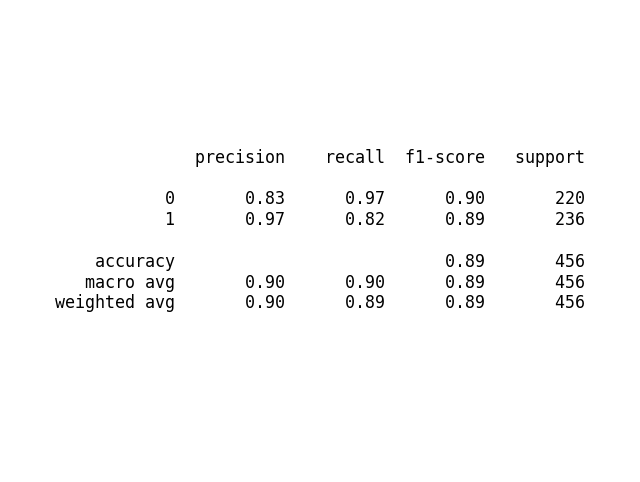 precision recall f1-score support
0 0.83 0.97 0.90 220
1 0.97 0.82 0.89 236
accuracy 0.89 456
macro avg 0.90 0.90 0.89 456
weighted avg 0.90 0.89 0.89 456